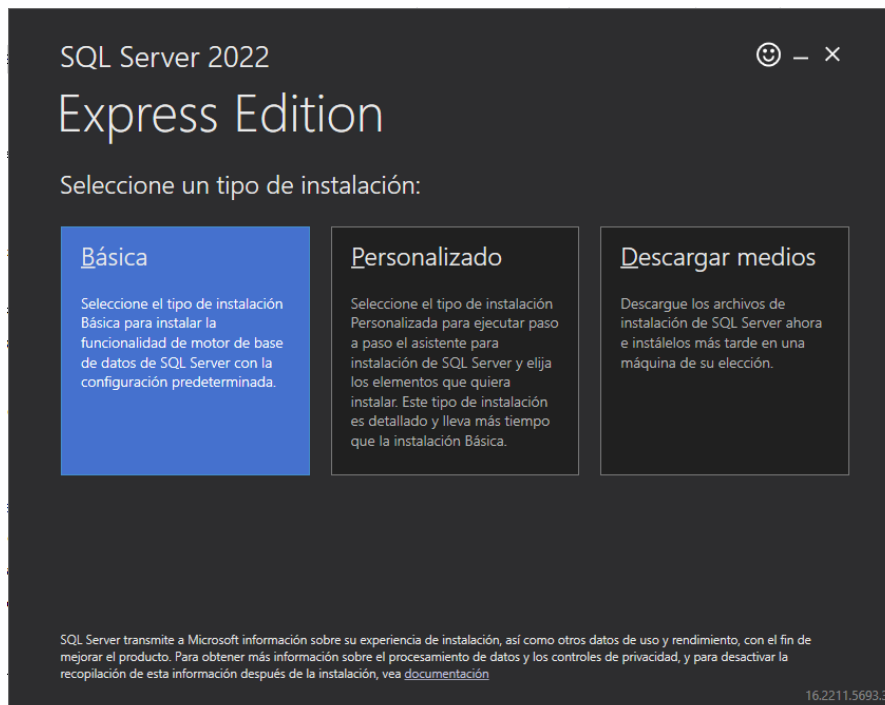 SQL Server 2022
Express Edition
Seleccione un tipo de instalación:
Básica
Seleccione el tipo de instalación
Básica para instalar la
funcionalidad de motor de base
de datos de SQL Server con la
configuración predeterminada.
Personalizado
Seleccione el tipo de instalación
Personalizada para ejecutar paso
a paso el asistente para
instalación de SQL Server y elija
los elementos que quiera
instalar. Este tipo de instalación
es detallado y lleva más tiempo
que la instalación Básica.
Descargar medios
Descargue los archivos de
instalación de SQL Server ahora
e instálelos más tarde en una
máquina de su elección.
SQL Server transmite a Microsoft información sobre su experiencia de instalación, así como otros datos de uso y rendimiento, con el fin de
mejorar el producto. Para obtener más información sobre el procesamiento de datos y los controles de privacidad, y para desactivar la
recopilación de esta información después de la instalación, vea documentación
16.2211.5693.3